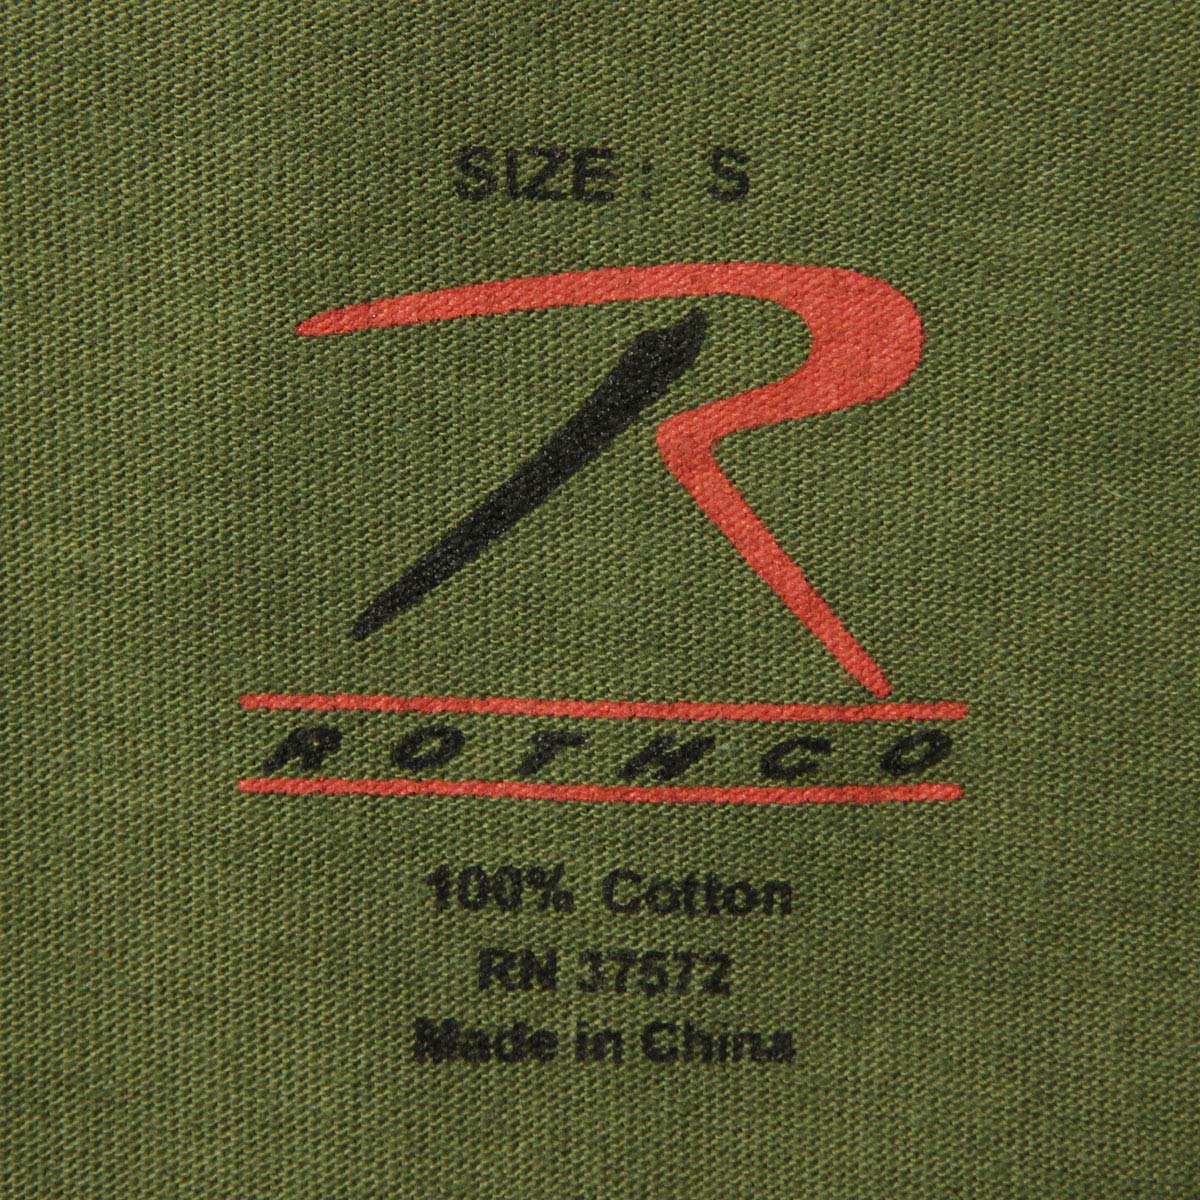 SIZE: S
R
ROTHCO
100% Cotton
RN 37572
Made in China